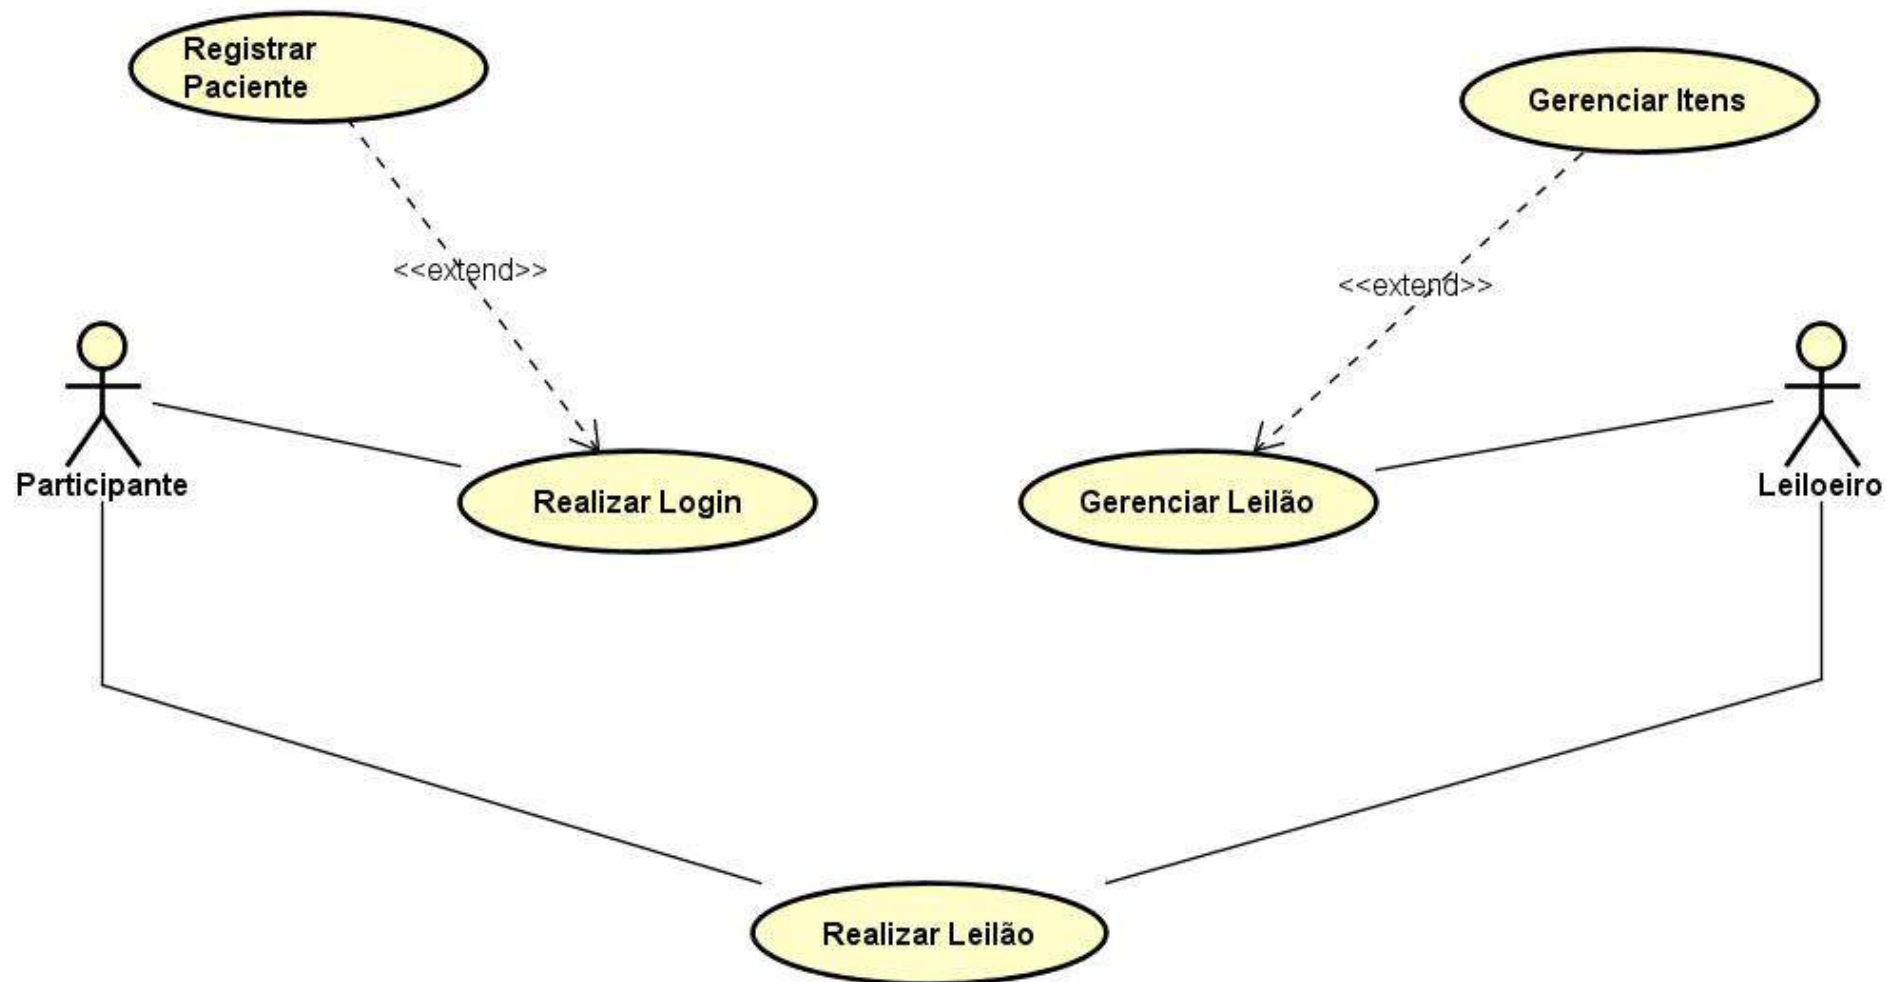 Registrar
Paciente
Gerenciar Itens
<<extend>>
<<extend>>
Participante
Realizar Login
Gerenciar Leilão
Leiloeiro
Realizar Leilão